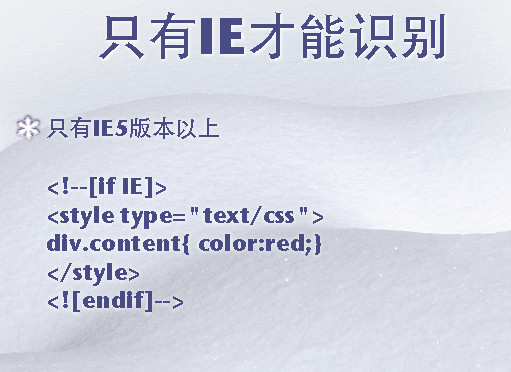 只有IE才能识别
只有IE5版本以上
<!--[if IE]>
<style type="text/css">
div.content{ color:red;}
</style>
<![endif]-->